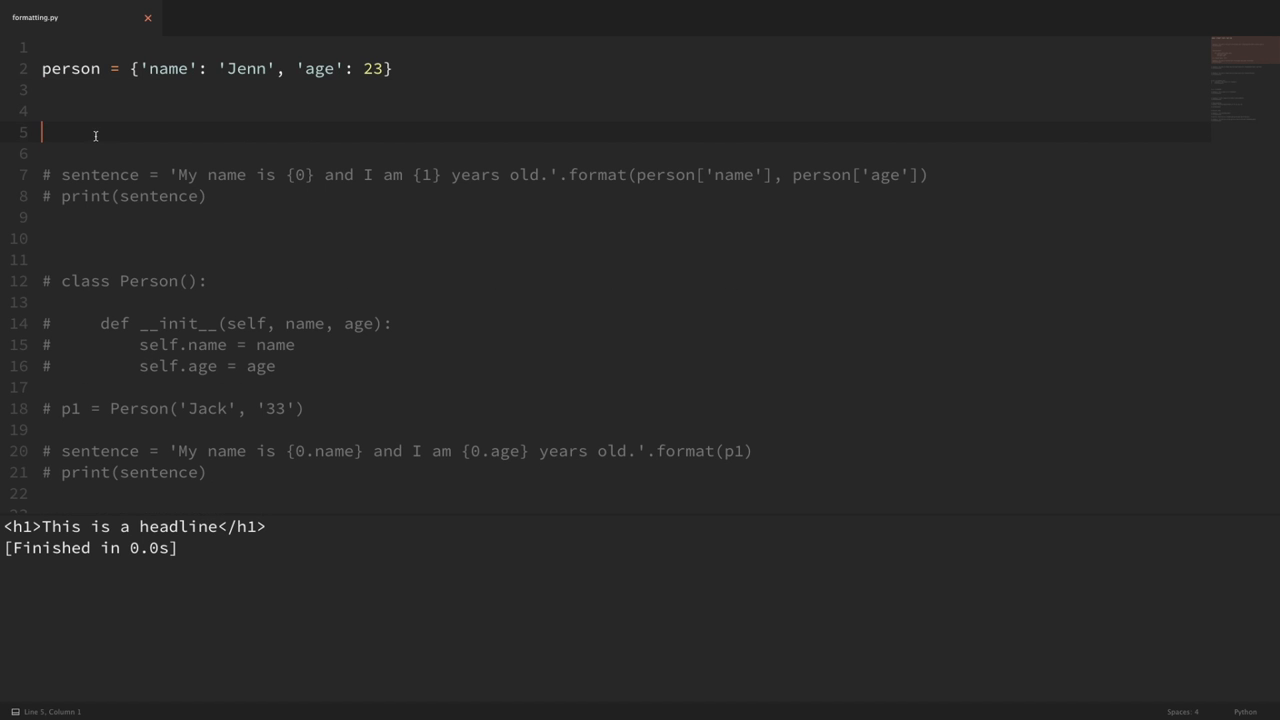 formatting.py
1
2 person = {'name': 'Jenn', 'age': 23}
3
4
5
6
7 # sentence = 'My name is {0} and I am {1} years old.'.format(person['name'], person['age'])
8 # print(sentence)
9
10
11
12 # class Person():
13
14 #     def __init__(self, name, age):
15 #         self.name = name
16 #         self.age = age
17
18 # p1 = Person('Jack', '33')
19
20 # sentence = 'My name is {0.name} and I am {0.age} years old.'.format(p1)
21 # print(sentence)
22
<h1>This is a headline</h1>
[Finished in 0.0s]
Line 5, Column 1
Spaces: 4
Python